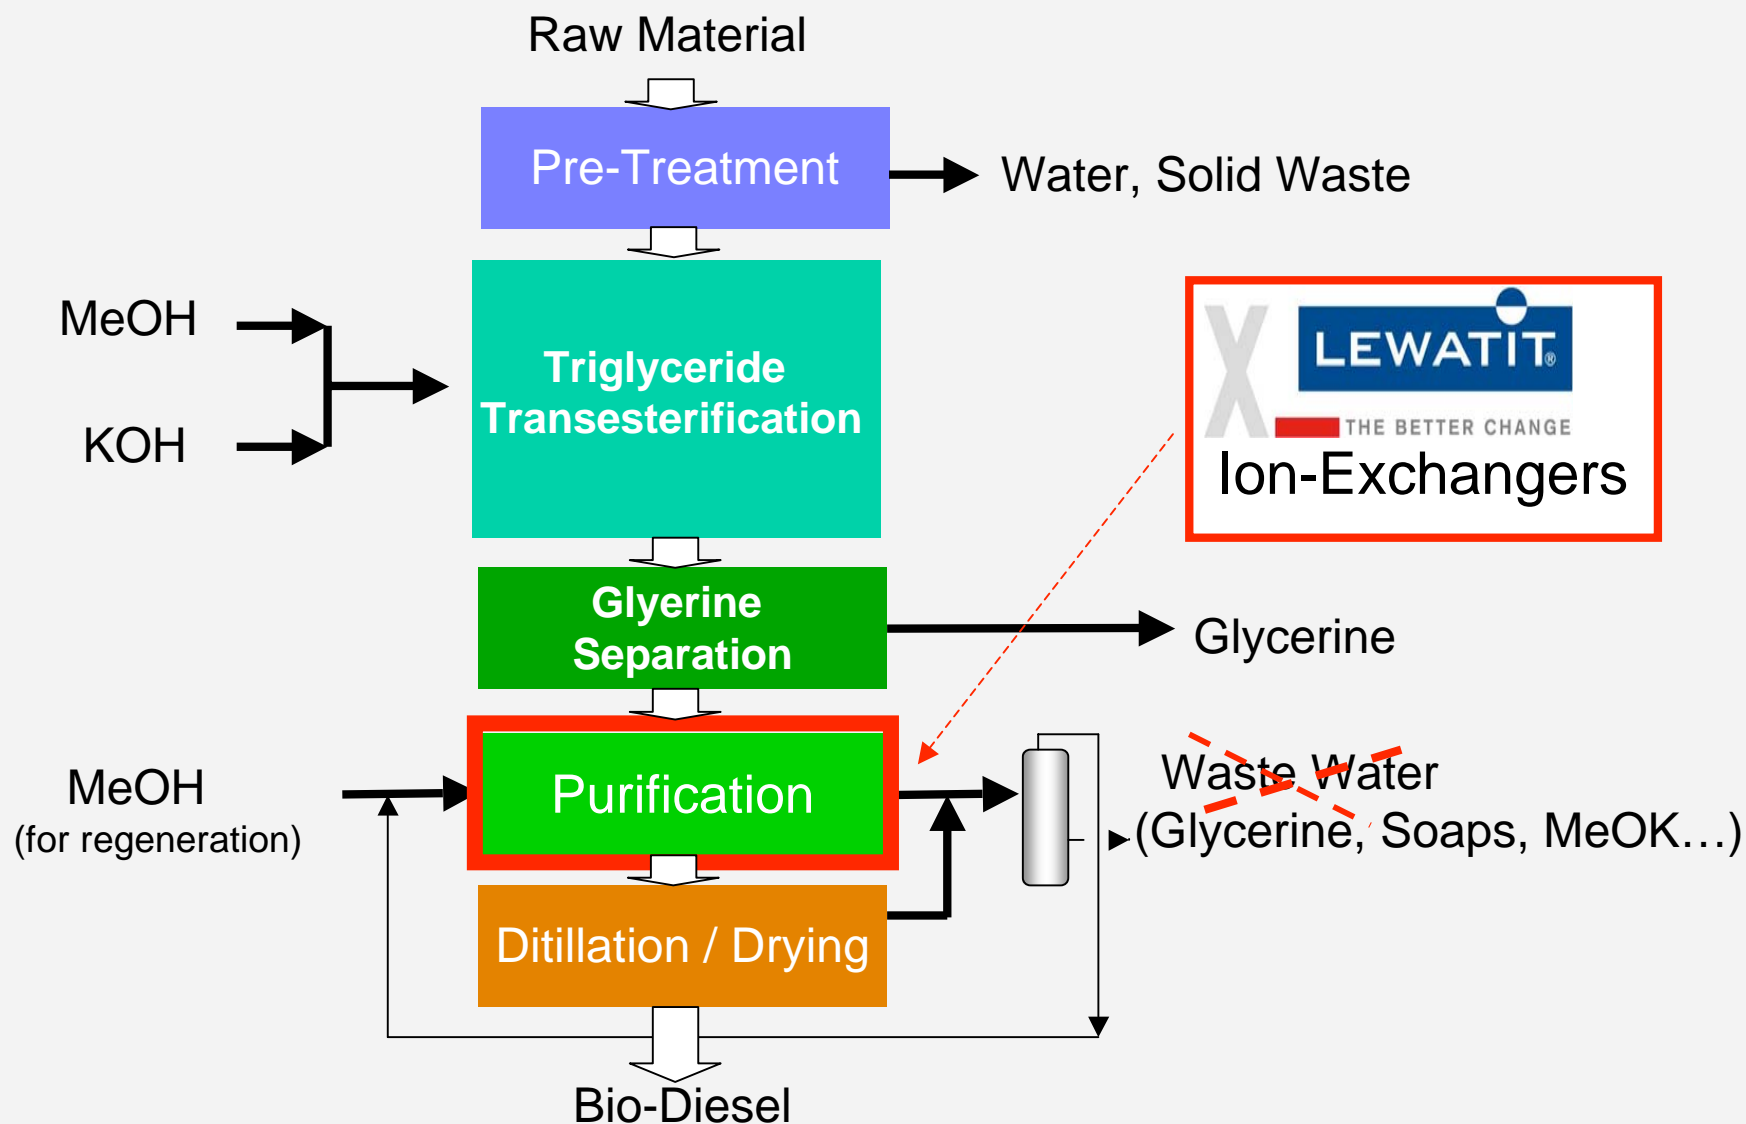 Raw Material
Pre-Treatment
Water, Solid Waste
MeOH
KOH
Triglyceride
Transesterification
X
LEWATIT®
THE BETTER CHANGE
Ion-Exchangers
Glyerine
Separation
Glycerine
MeOH
(for regeneration)
Purification
Waste Water
(Glycerine, Soaps, MeOK…)
Ditillation / Drying
Bio-Diesel